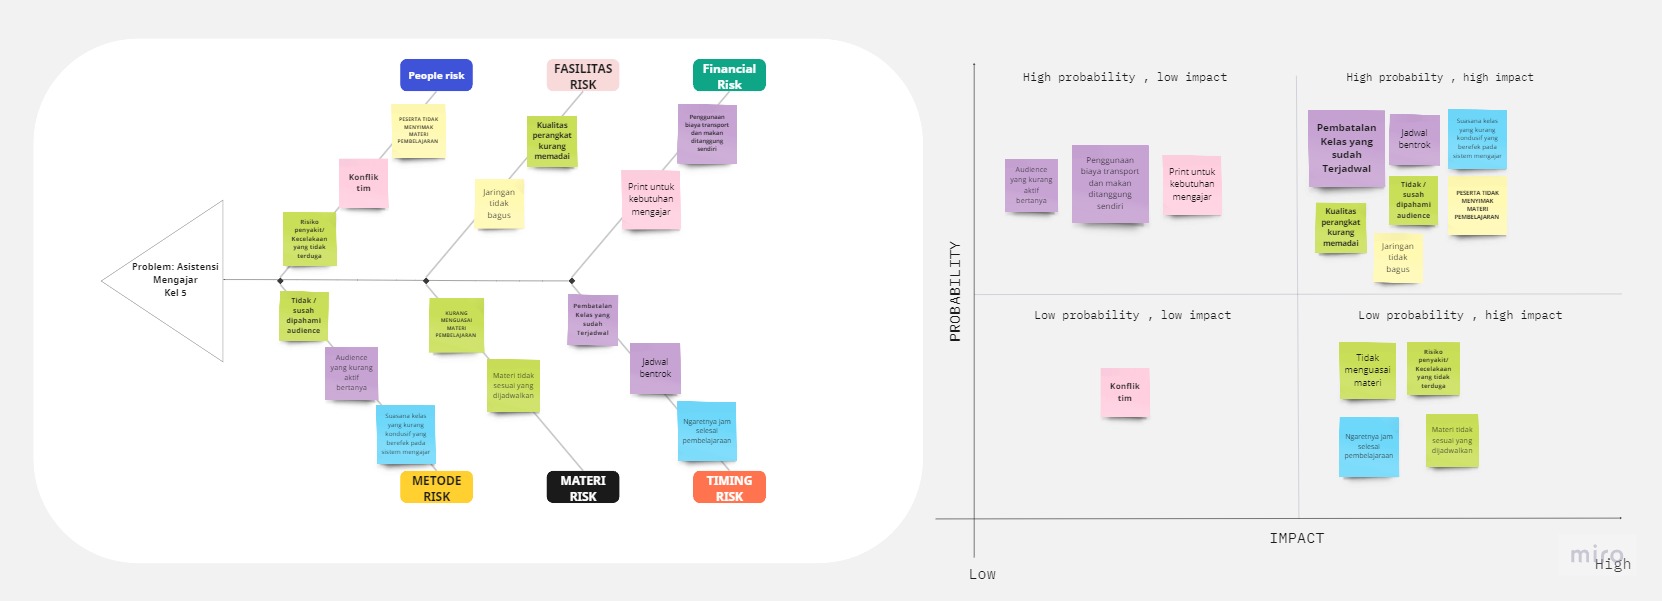 People risk
FASILITAS
RISK
Financial
Risk
PESERTA TIDAK
MENYIMAK
MATERI
PEMBELAJARAN
Konflik
tim
Risiko
penyakit/
Kecelakaan
yang tidak
terduga
Kualitas
perangkat
kurang
memadai
Jaringan
tidak
bagus
Penggunaan
biaya transport
dan makan
ditanggung
sendiri
Print untuk
kebutuhan
mengajar
Problem: Asistensi
Mengajar
Kel 5
Tidak /
susah
dipahami
audience
Audience
yang kurang
aktif
bertanya
Suasana kelas
yang kurang
kondusif yang
berefek pada
sistem mengajar
KURANG
MENGUASAI
MATERI
PEMBELAJARAN
Materi tidak
sesuai yang
dijadwalkan
Pembatalan
Kelas yang
sudah
Terjadwal
Jadwal
bentrok
Ngaretnya jam
selesai
pembelajaraan
METODE
RISK
MATERI
RISK
TIMING
RISK
PROBABILITY
High probability , low impact
Audience
yang kurang
aktif
bertanya
Penggunaan
biaya transport
dan makan
ditanggung
sendiri
Print untuk
kebutuhan
mengajar
High probabilty , high impact
Pembatalan
Kelas yang
sudah
Terjadwal
Jadwal
bentrok
Suasana kelas
yang kurang
kondusif yang
berefek pada
sistem mengajar
Kualitas
perangkat
kurang
memadai
Tidak /
susah
dipahami
audience
PESERTA TIDAK
MENYIMAK
MATERI
PEMBELAJARAN
Jaringan
tidak
bagus
Low probability , low impact
Konflik
tim
Low probability , high impact
Tidak
menguasai
materi
Risiko
penyakit/
Kecelakaan
yang tidak
terduga
Ngaretnya jam
selesai
pembelajaraan
Materi tidak
sesuai yang
dijadwalkan
IMPACT
Low
High
miro